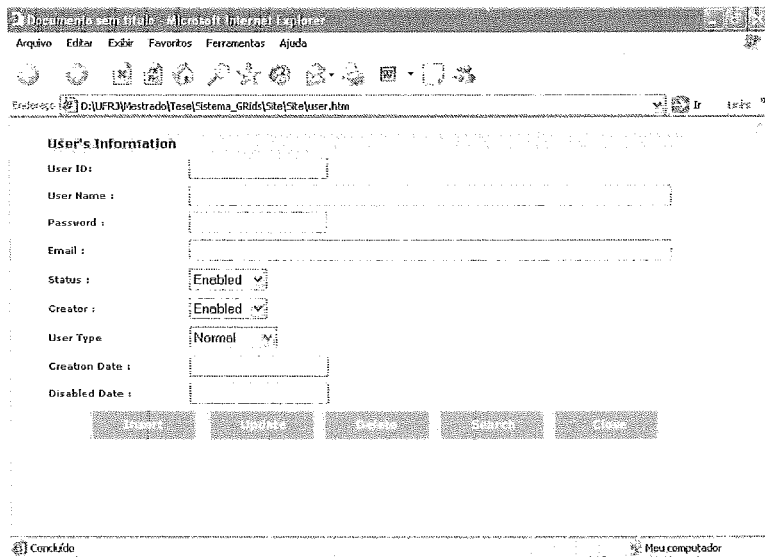 Documento sem título - Microsoft Internet Explorer
Arquivo Editar Exibir Favoritos Ferramentas Ajuda
Endereço D:\UFRJ\Mestrado\Tese\Sistema_GRids\Site\Site\user.htm Ir Links »
User's Information
User ID:
User Name :
Password :
Email :
Status : Enabled
Creator : Enabled
User Type Normal
Creation Date :
Disabled Date :
Insert Update Delete Search Close
Concluído Meu computador